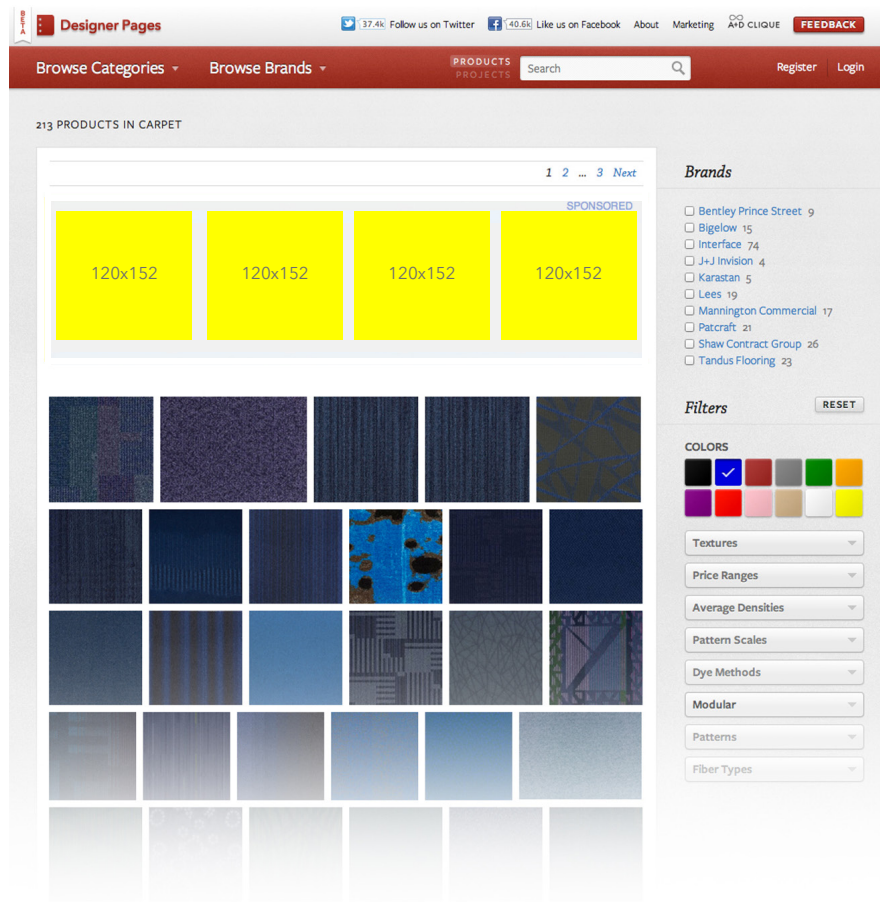 BETA
Designer Pages
37.4k Follow us on Twitter
40.6k Like us on Facebook
About
Marketing
A+D CLIQUE
FEEDBACK
Browse Categories
Browse Brands
PRODUCTS
PROJECTS
Search
Register
Login
213 PRODUCTS IN CARPET
1 2 ... 3 Next
SPONSORED
120x152
120x152
120x152
120x152
Brands
Bentley Prince Street 9
Bigelow 15
Interface 74
J+J Invision 4
Karastan 5
Lees 19
Mannington Commercial 17
Patcraft 21
Shaw Contract Group 26
Tandus Flooring 23
Filters
RESET
COLORS
Textures
Price Ranges
Average Densities
Pattern Scales
Dye Methods
Modular
Patterns
Fiber Types